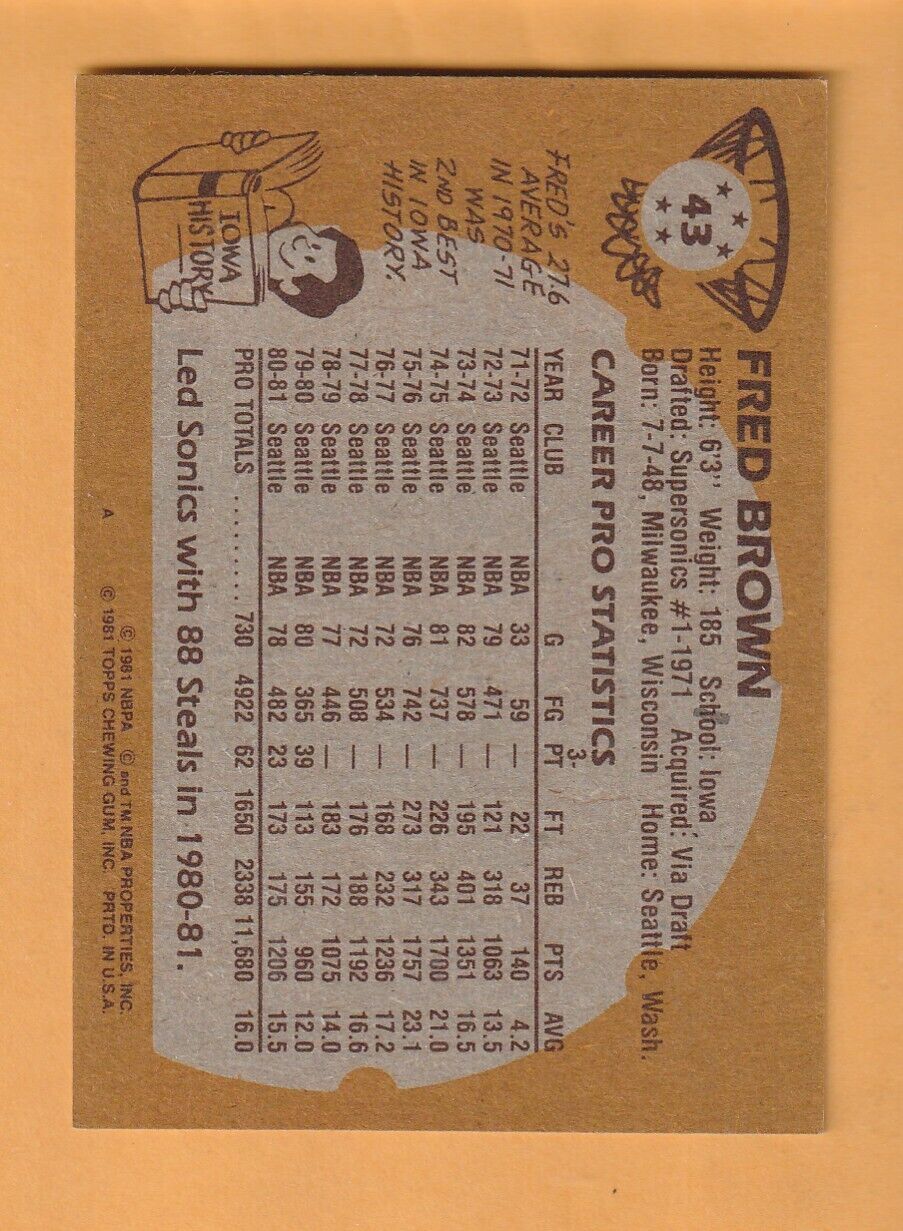 43
FRED BROWN
Height: 6'3" Weight: 185 School: Iowa
Drafted: Supersonics #1-1971 Acquired: Via Draft
Born: 7-7-48, Milwaukee, Wisconsin Home: Seattle, Wash.
CAREER PRO STATISTICS
3-
YEAR CLUB G FG PT FT REB PTS AVG
71-72 Seattle NBA 33 59 — 22 37 140 4.2
72-73 Seattle NBA 79 471 — 121 318 1063 13.5
73-74 Seattle NBA 82 578 — 195 401 1351 16.5
74-75 Seattle NBA 81 737 — 226 343 1700 21.0
75-76 Seattle NBA 76 742 — 273 317 1757 23.1
76-77 Seattle NBA 72 534 — 168 232 1236 17.2
77-78 Seattle NBA 72 508 — 176 188 1192 16.6
78-79 Seattle NBA 77 446 — 183 172 1075 14.0
79-80 Seattle NBA 80 365 39 113 155 960 12.0
80-81 Seattle NBA 78 482 23 173 175 1206 15.5
PRO TOTALS ........ 730 4922 62 1650 2338 11,680 16.0
Led Sonics with 88 Steals in 1980-81.
FRED'S 27.6
AVERAGE
IN 1970-71
WAS
2ND BEST
IN IOWA
HISTORY.
IOWA
HISTORY
© 1981 NBPA © and TM NBA PROPERTIES, INC.
A © 1981 TOPPS CHEWING GUM, INC. PRTD. IN U.S.A.